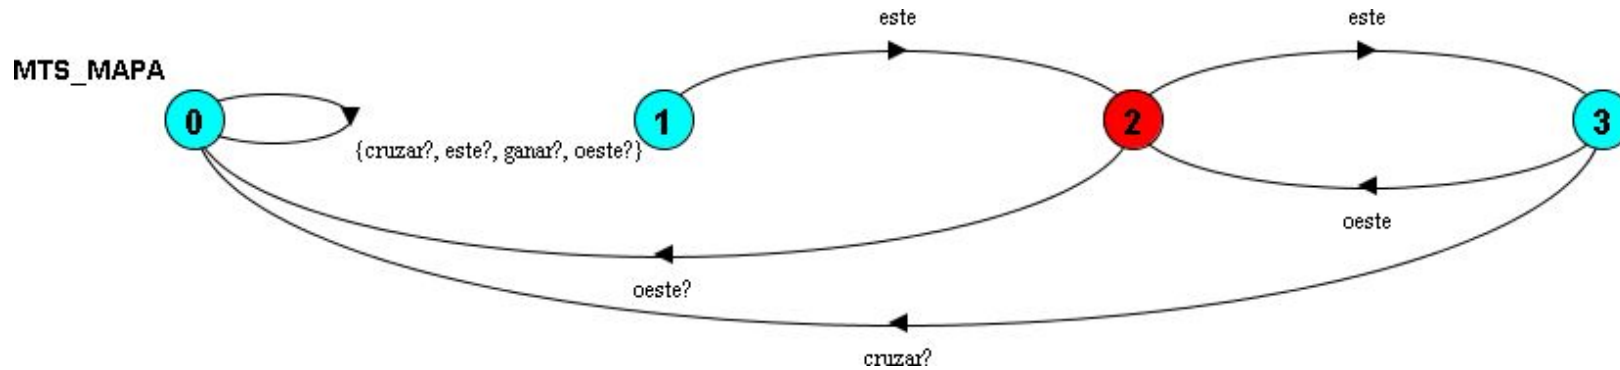 este este
MTS_MAPA
0 1 2 3
{cruzar?, este?, ganar?, oeste?}
oeste
oeste?
cruzar?